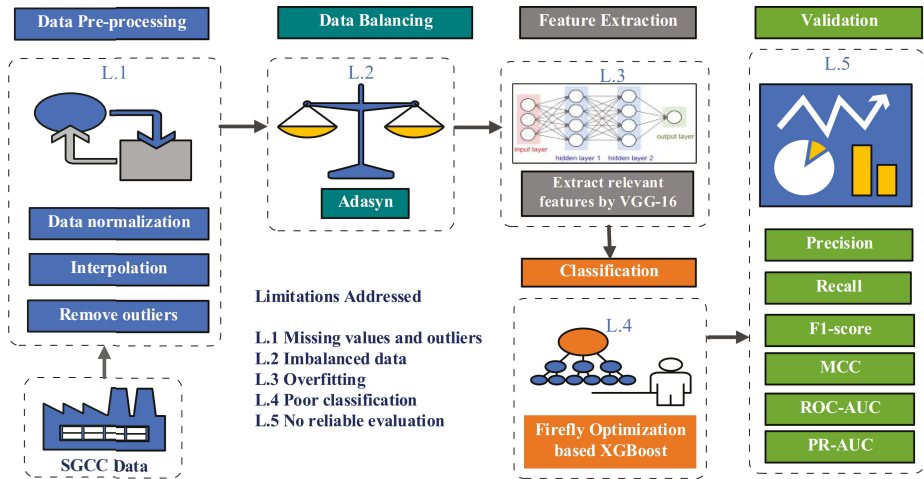 Data Pre-processing
L.1
Data normalization
Interpolation
Remove outliers
SGCC Data
Data Balancing
L.2
Adasyn
Limitations Addressed
L.1 Missing values and outliers
L.2 Imbalanced data
L.3 Overfitting
L.4 Poor classification
L.5 No reliable evaluation
Feature Extraction
L.3
input layer
hidden layer 1
hidden layer 2
output layer
Extract relevant
features by VGG-16
Classification
L.4
Firefly Optimization
based XGBoost
Validation
L.5
Precision
Recall
F1-score
MCC
ROC-AUC
PR-AUC